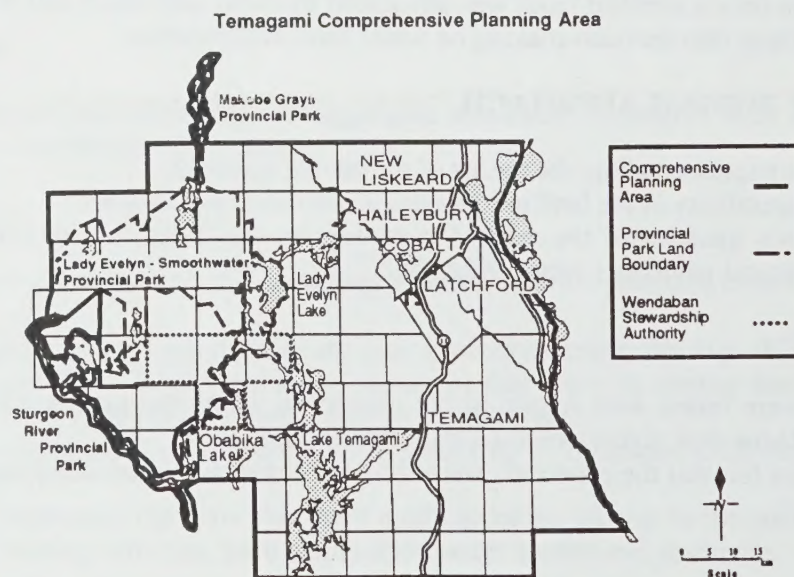 Temagami Comprehensive Planning Area
Makobe Grays
Provincial Park
NEW
LISKEARD
HAILEYBURY
COBALT
LATCHFORD
Lady Evelyn - Smoothwater
Provincial Park
Lady
Evelyn
Lake
Sturgeon
River
Provincial
Park
Obabika
Lake
Lake Temagami
TEMAGAMI
11
Comprehensive
Planning
Area
Provincial
Park Land
Boundary
Wendaban
Stewardship
Authority
N
0 5 10 15
km
Scale